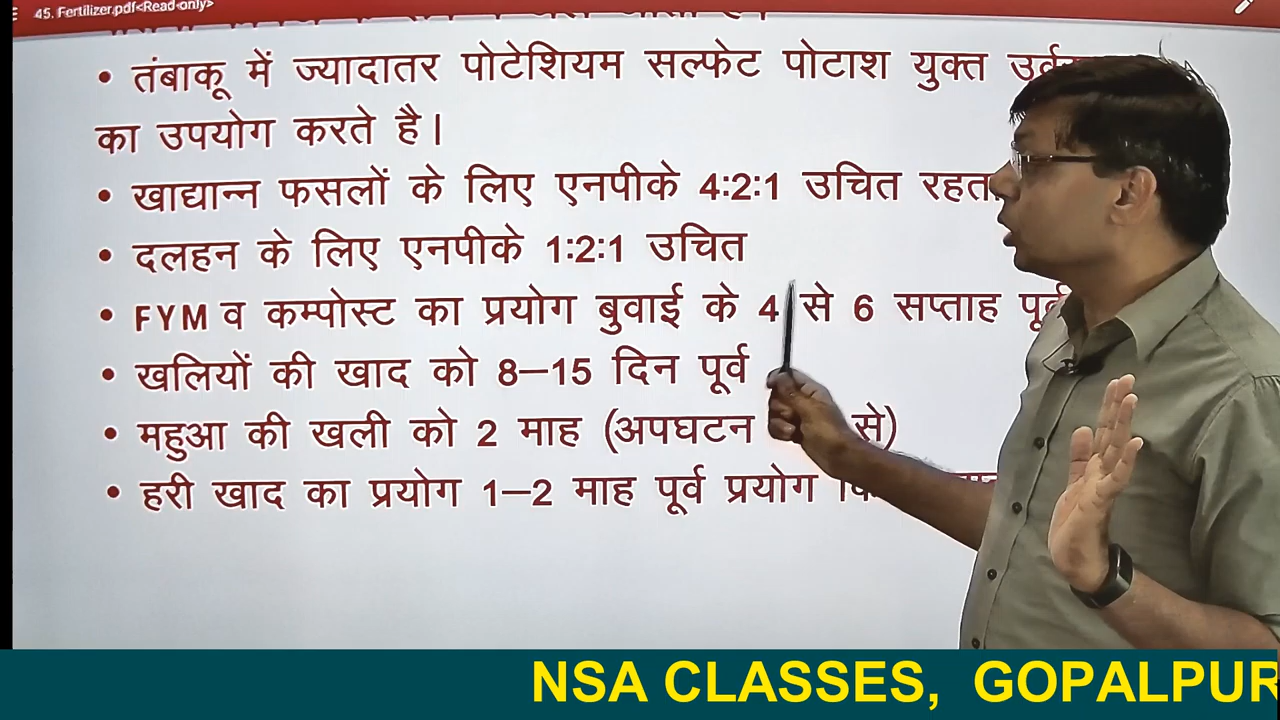 45. Fertilizer.pdf<Read-only>
• तंबाकू में ज्यादातर पोटेशियम सल्फेट पोटाश युक्त
का उपयोग करते है।
• खाद्यान्न फसलों के लिए एनपीके 4:2:1 उचित
• दलहन के लिए एनपीके 1:2:1 उचित
• FYM व कम्पोस्ट का प्रयोग बुवाई के 4 से 6 सप्ताह
• खलियों की खाद को 8–15 दिन पूर्व
• महुआ की खली को 2 माह (अपघटन से)
• हरी खाद का प्रयोग 1–2 माह पूर्व प्रयोग
NSA CLASSES, GOPALPUR